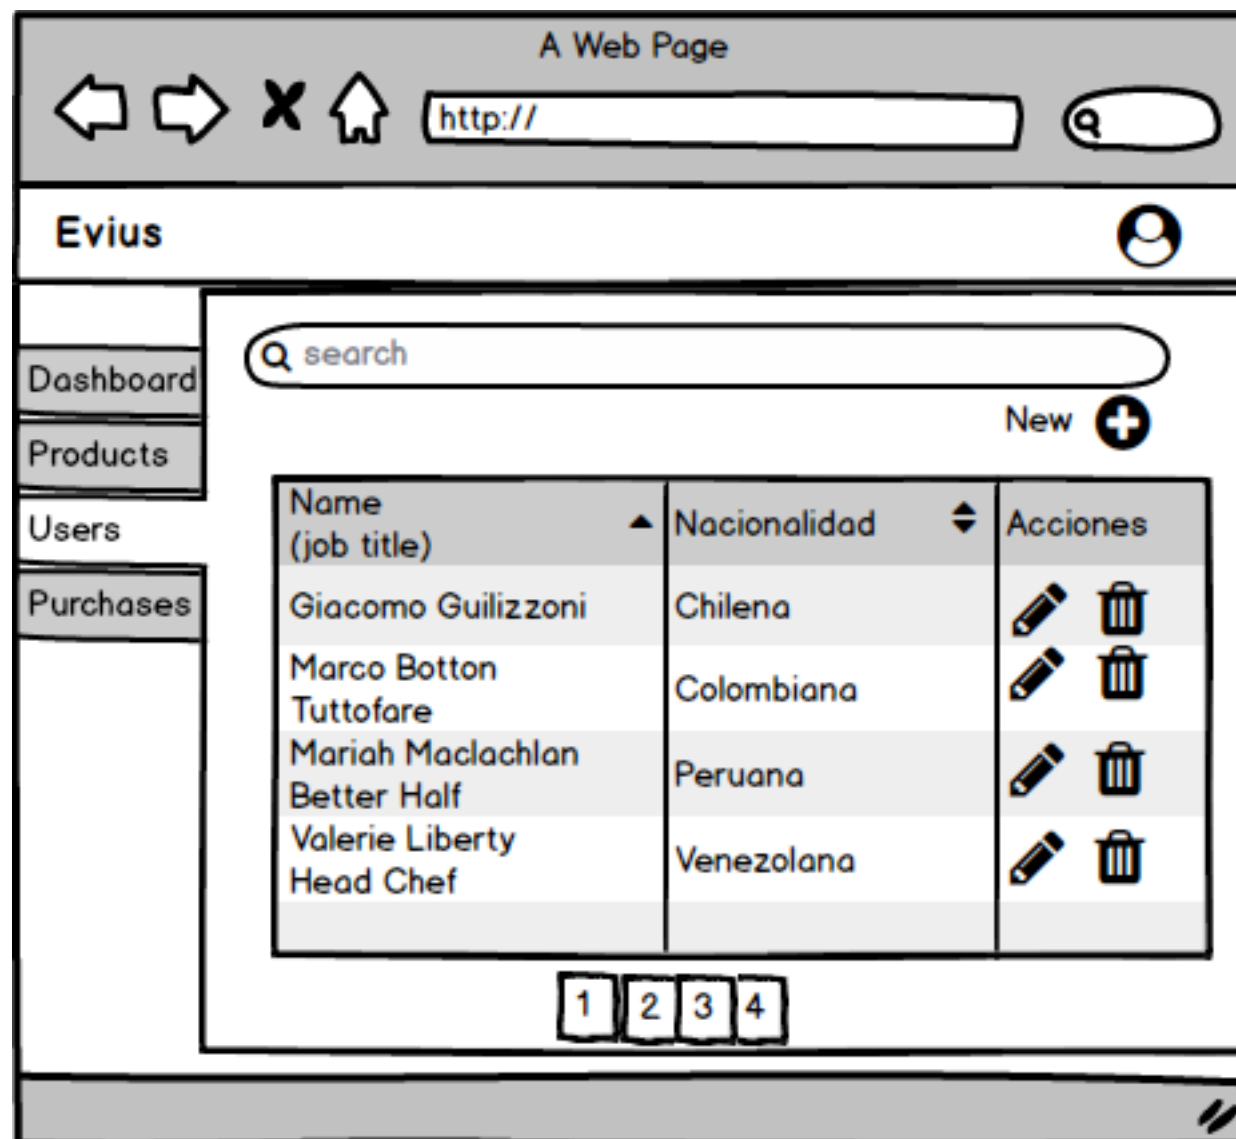 A Web Page
http://
Evius
search
New
Dashboard
Products
Users
Purchases
Name
(job title)
Nacionalidad
Acciones
Giacomo Guilizzoni
Chilena
Marco Botton
Tuttofare
Colombiana
Mariah Maclachlan
Better Half
Peruana
Valerie Liberty
Head Chef
Venezolana
1
2
3
4